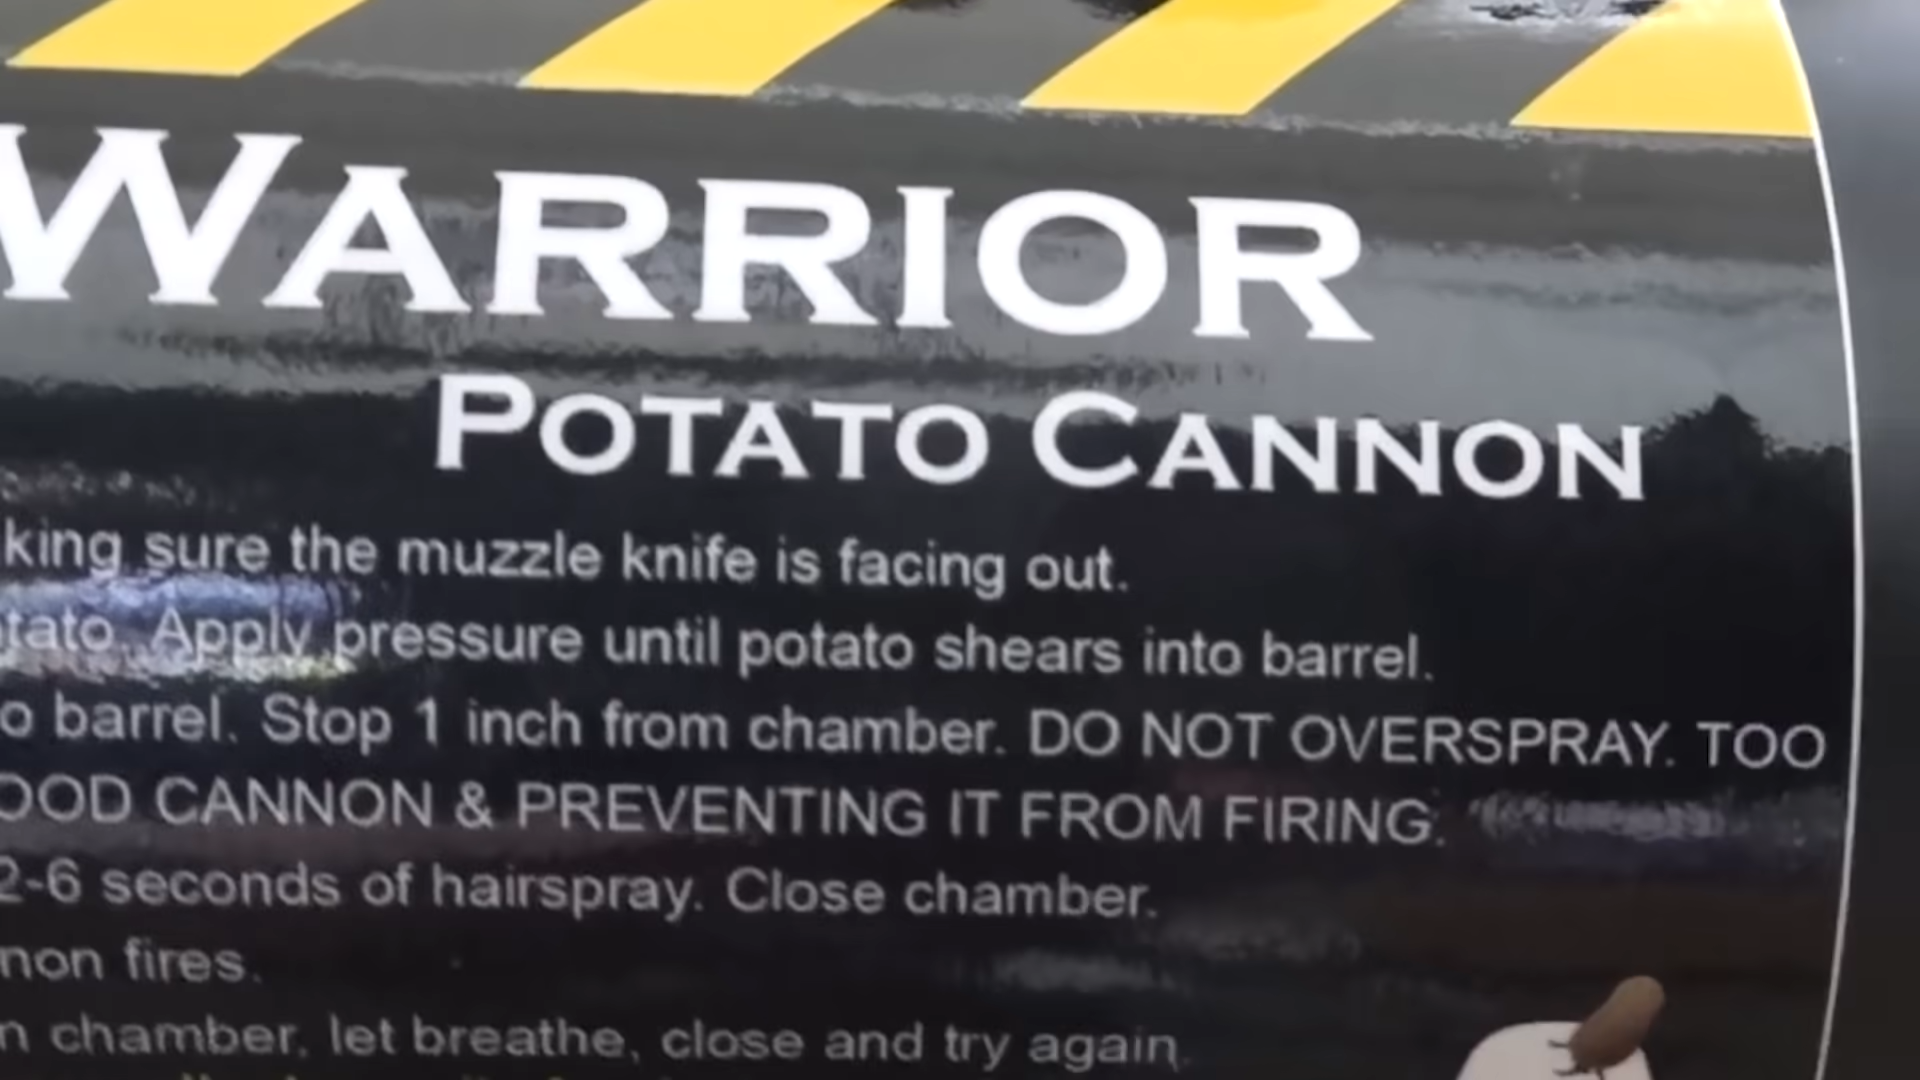 WARRIOR
POTATO CANNON
king sure the muzzle knife is facing out.
tato. Apply pressure until potato shears into barrel.
o barrel. Stop 1 inch from chamber. DO NOT OVERSPRAY. TOO
OOD CANNON & PREVENTING IT FROM FIRING.
2-6 seconds of hairspray. Close chamber.
non fires.
n chamber, let breathe, close and try again.